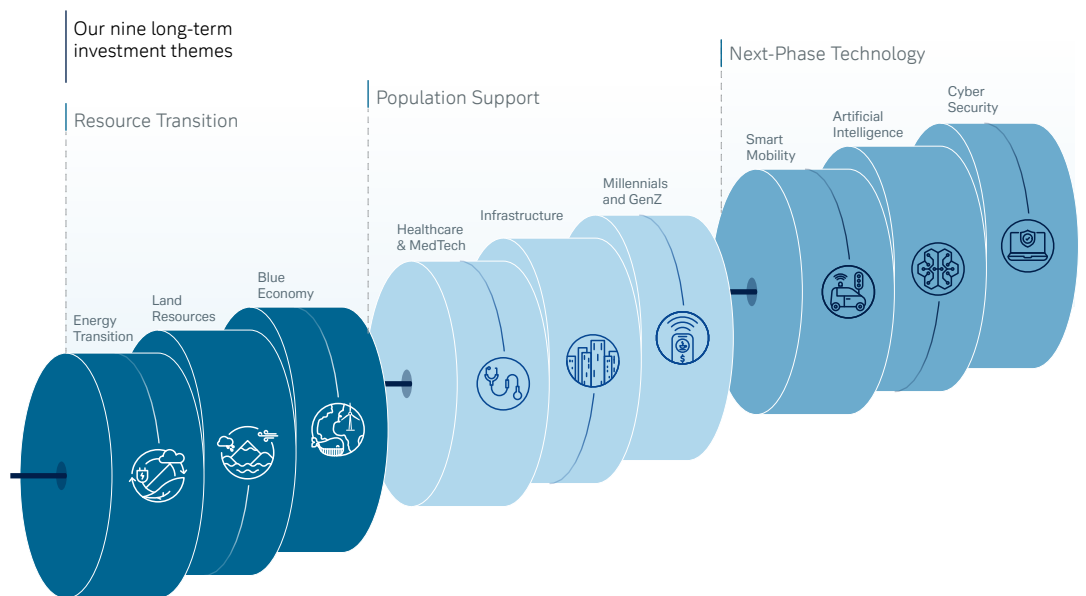 Our nine long-term
investment themes
Resource Transition
Energy
Transition
Land
Resources
Blue
Economy
Population Support
Healthcare
& MedTech
Infrastructure
Millennials
and GenZ
Next-Phase Technology
Smart
Mobility
Artificial
Intelligence
Cyber
Security
$